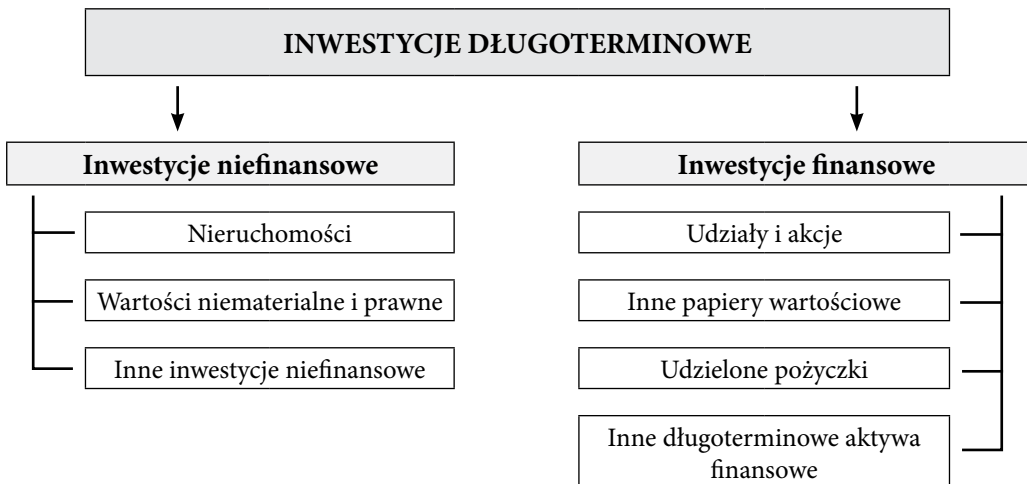 INWESTYCJE DŁUGOTERMINOWE
Inwestycje niefinansowe
Nieruchomości
Wartości niematerialne i prawne
Inne inwestycje niefinansowe
Inwestycje finansowe
Udziały i akcje
Inne papiery wartościowe
Udzielone pożyczki
Inne długoterminowe aktywa
finansowe